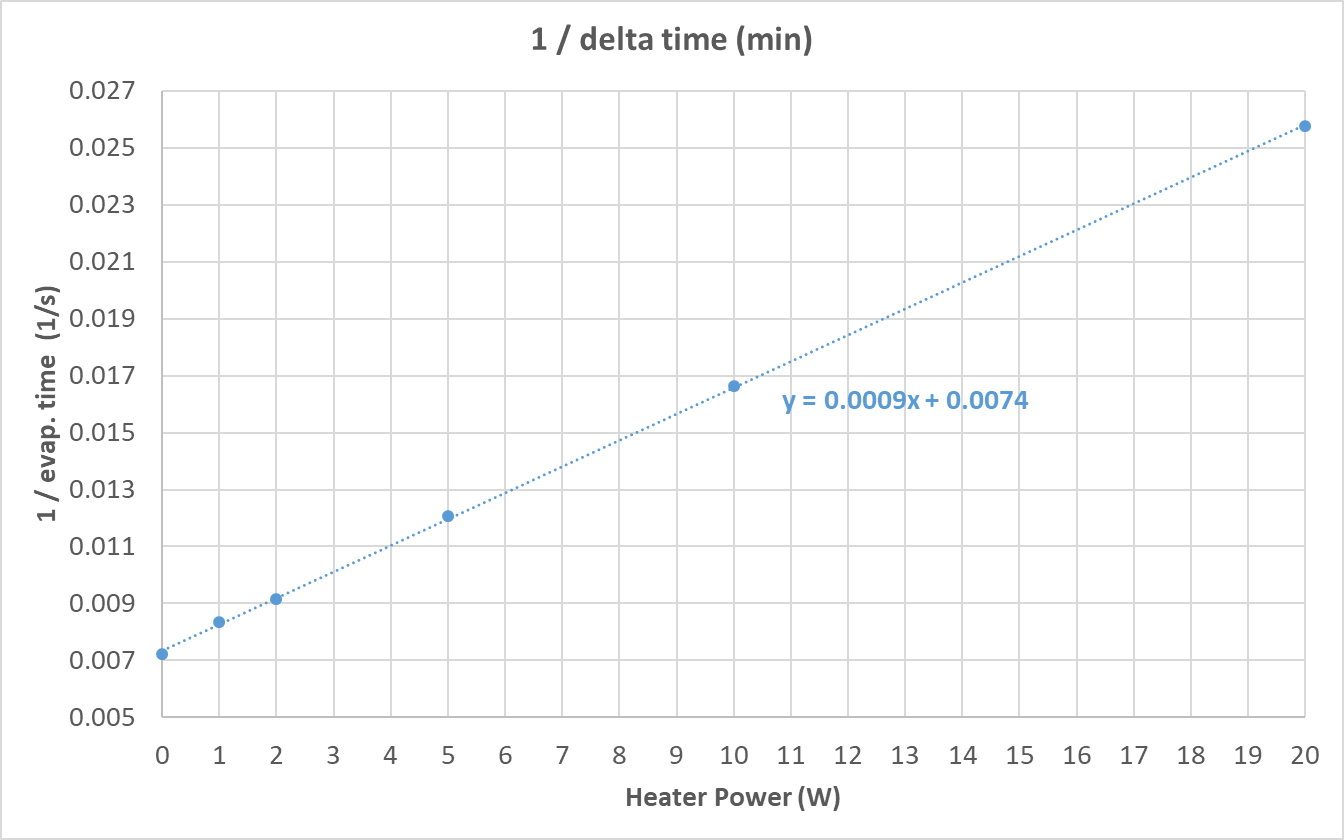 1 / delta time (min)
0.027
0.025
0.023
0.021
0.019
0.017
0.015
0.013
0.011
0.009
0.007
0.005
1 / evap. time (1/s)
y = 0.0009x + 0.0074
0 1 2 3 4 5 6 7 8 9 10 11 12 13 14 15 16 17 18 19 20
Heater Power (W)